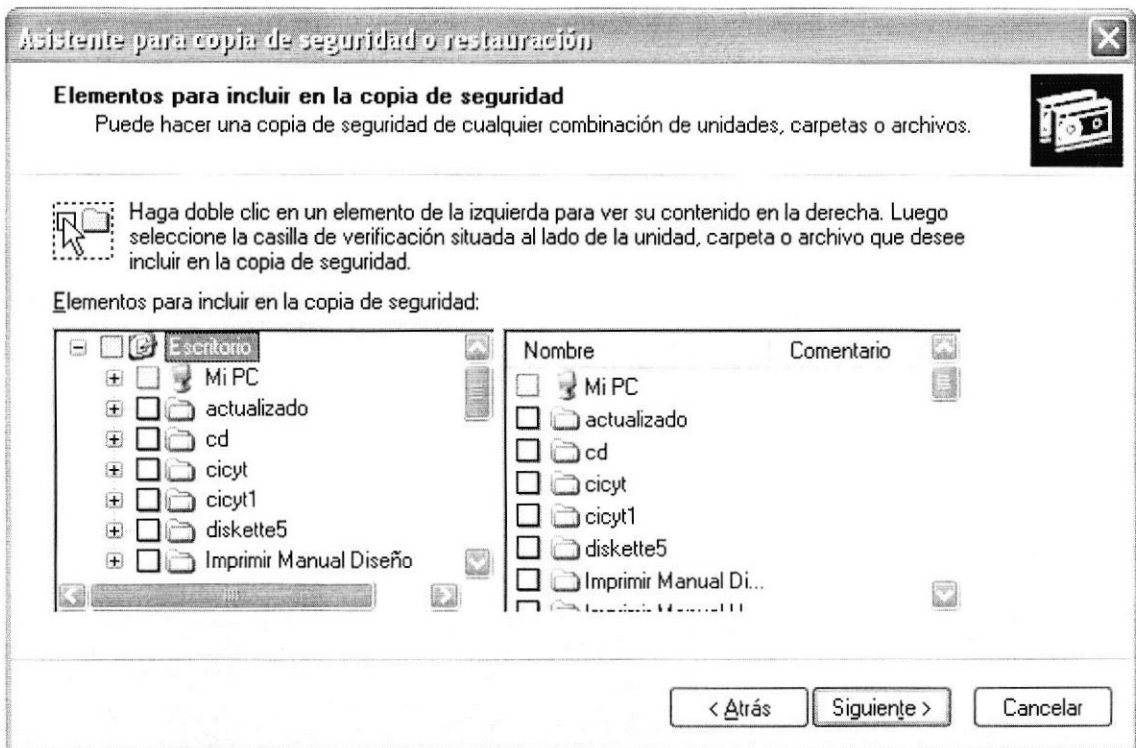 Asistente para copia de seguridad o restauración
Elementos para incluir en la copia de seguridad
Puede hacer una copia de seguridad de cualquier combinación de unidades, carpetas o archivos.
Haga doble clic en un elemento de la izquierda para ver su contenido en la derecha. Luego
seleccione la casilla de verificación situada al lado de la unidad, carpeta o archivo que desee
incluir en la copia de seguridad.
Elementos para incluir en la copia de seguridad:
Escritorio
Mi PC
actualizado
cd
cicyt
cicyt1
diskette5
Imprimir Manual Diseño
Nombre Comentario
Mi PC
actualizado
cd
cicyt
cicyt1
diskette5
Imprimir Manual Di...
< Atrás Siguiente > Cancelar